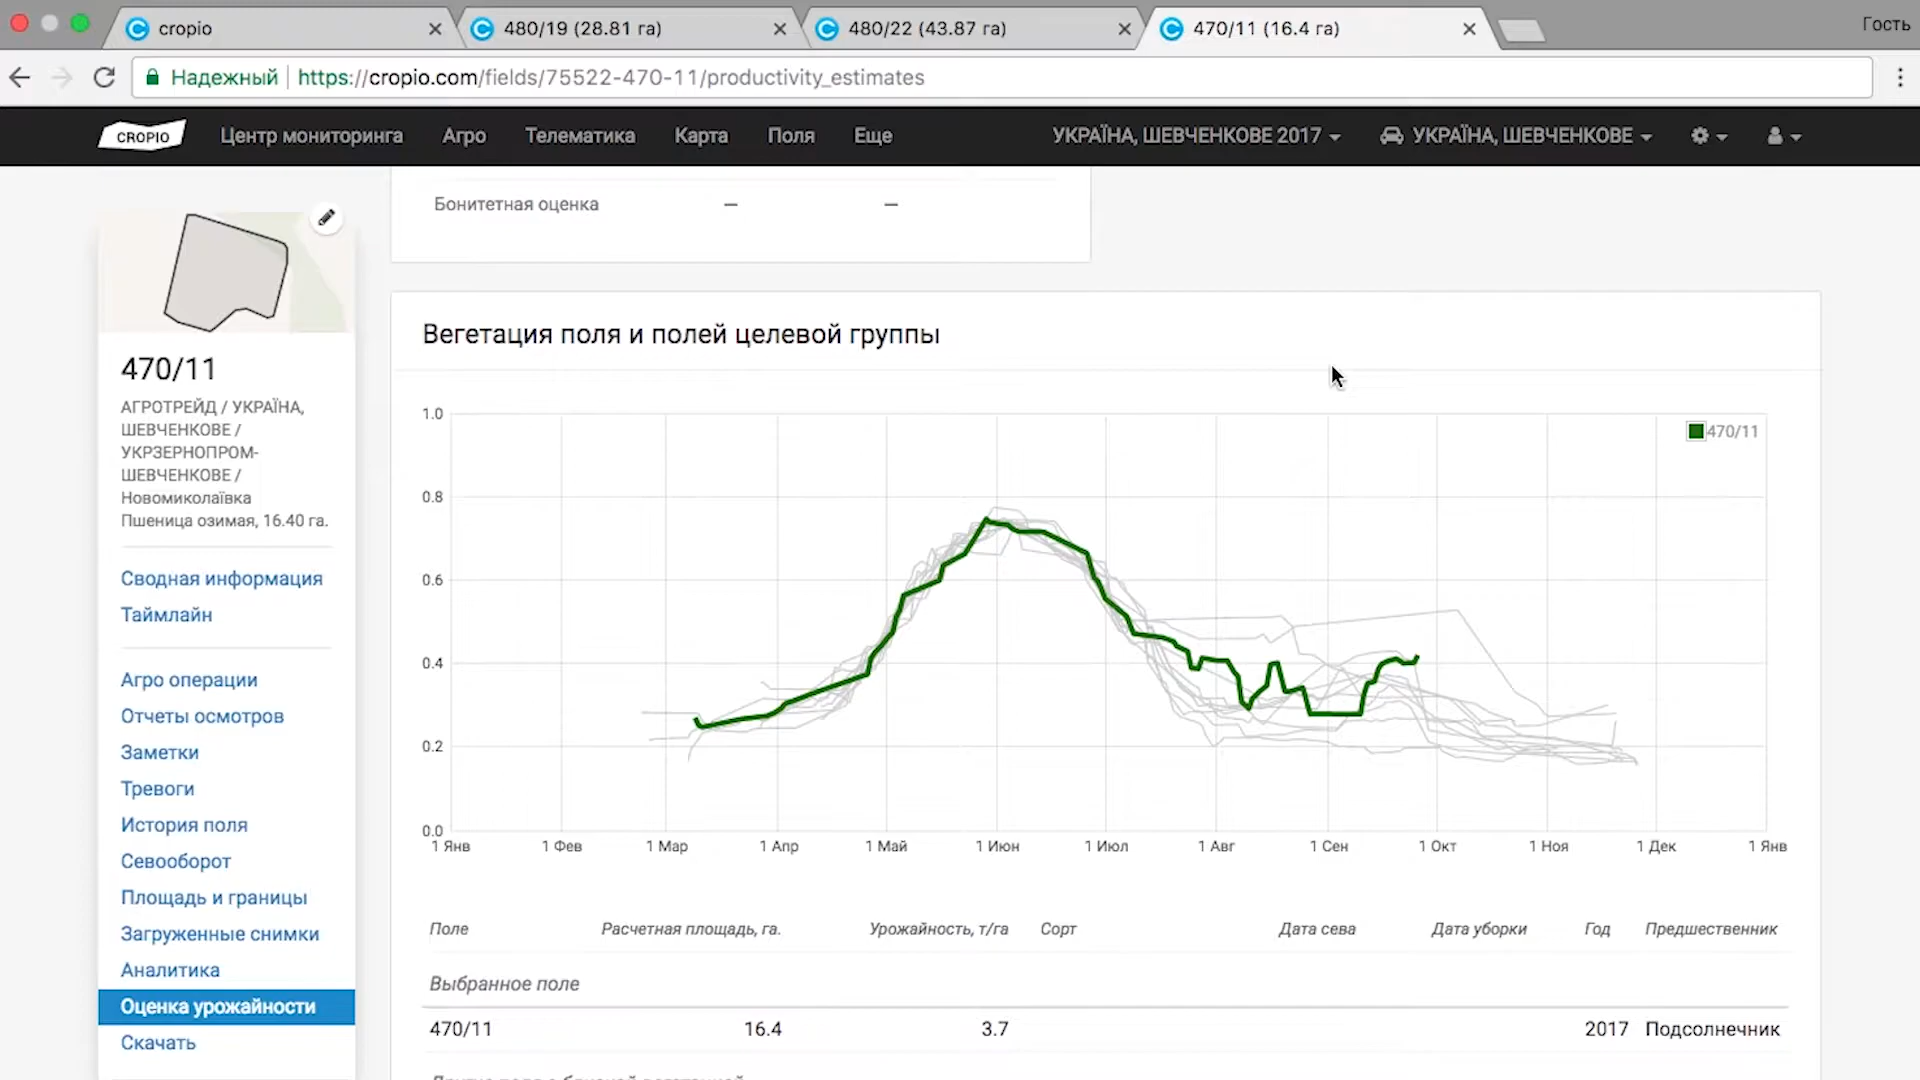 cropio
480/19 (28.81 га)
480/22 (43.87 га)
470/11 (16.4 га)
Гость
Надежный
https://cropio.com/fields/75522-470-11/productivity_estimates
CROPIO
Центр мониторинга
Агро
Телематика
Карта
Поля
Еще
УКРАЇНА, ШЕВЧЕНКОВЕ 2017
УКРАЇНА, ШЕВЧЕНКОВЕ
Бонитетная оценка — —
470/11
АГРОТРЕЙД / УКРАЇНА,
ШЕВЧЕНКОВЕ /
УКРЗЕРНОПРОМ-
ШЕВЧЕНКОВЕ /
Новомиколаївка
Пшеница озимая, 16.40 га.
Сводная информация
Таймлайн
Агро операции
Отчеты осмотров
Заметки
Тревоги
История поля
Севооборот
Площадь и границы
Загруженные снимки
Аналитика
Оценка урожайности
Скачать
Вегетация поля и полей целевой группы
470/11
1.0
0.8
0.6
0.4
0.2
0.0
1 Янв 1 Фев 1 Мар 1 Апр 1 Май 1 Июн 1 Июл 1 Авг 1 Сен 1 Окт 1 Ноя 1 Дек 1 Янв
Поле Расчетная площадь, га. Урожайность, т/га Сорт Дата сева Дата уборки Год Предшественник
Выбранное поле
470/11 16.4 3.7 2017 Подсолнечник